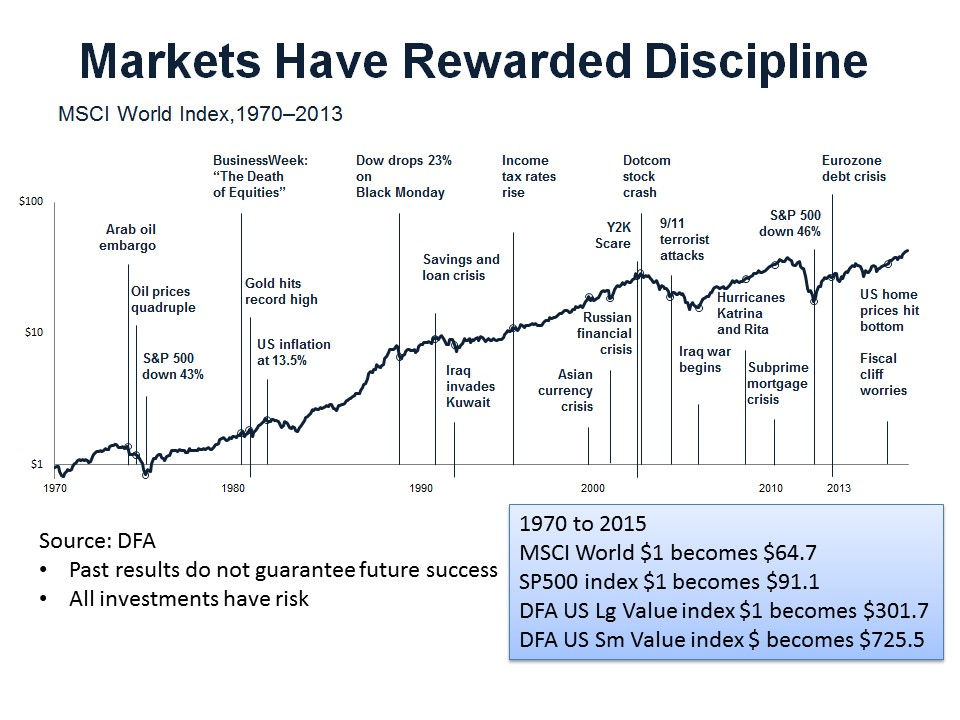 Markets Have Rewarded Discipline
MSCI World Index,1970–2013
BusinessWeek:
“The Death
of Equities”
Dow drops 23%
on
Black Monday
Income
tax rates
rise
Dotcom
stock
crash
Eurozone
debt crisis
$100
Arab oil
embargo
Y2K
Scare
9/11
terrorist
attacks
S&P 500
down 46%
Savings and
loan crisis
Oil prices
quadruple
Gold hits
record high
Hurricanes
Katrina
and Rita
US home
prices hit
bottom
$10
Russian
financial
crisis
US inflation
at 13.5%
S&P 500
down 43%
Iraq
invades
Kuwait
Asian
currency
crisis
Iraq war
begins
Subprime
mortgage
crisis
Fiscal
cliff
worries
$1
1970
1980
1990
2000
2010
2013
Source: DFA
• Past results do not guarantee future success
• All investments have risk
1970 to 2015
MSCI World $1 becomes $64.7
SP500 index $1 becomes $91.1
DFA US Lg Value index $1 becomes $301.7
DFA US Sm Value index $ becomes $725.5